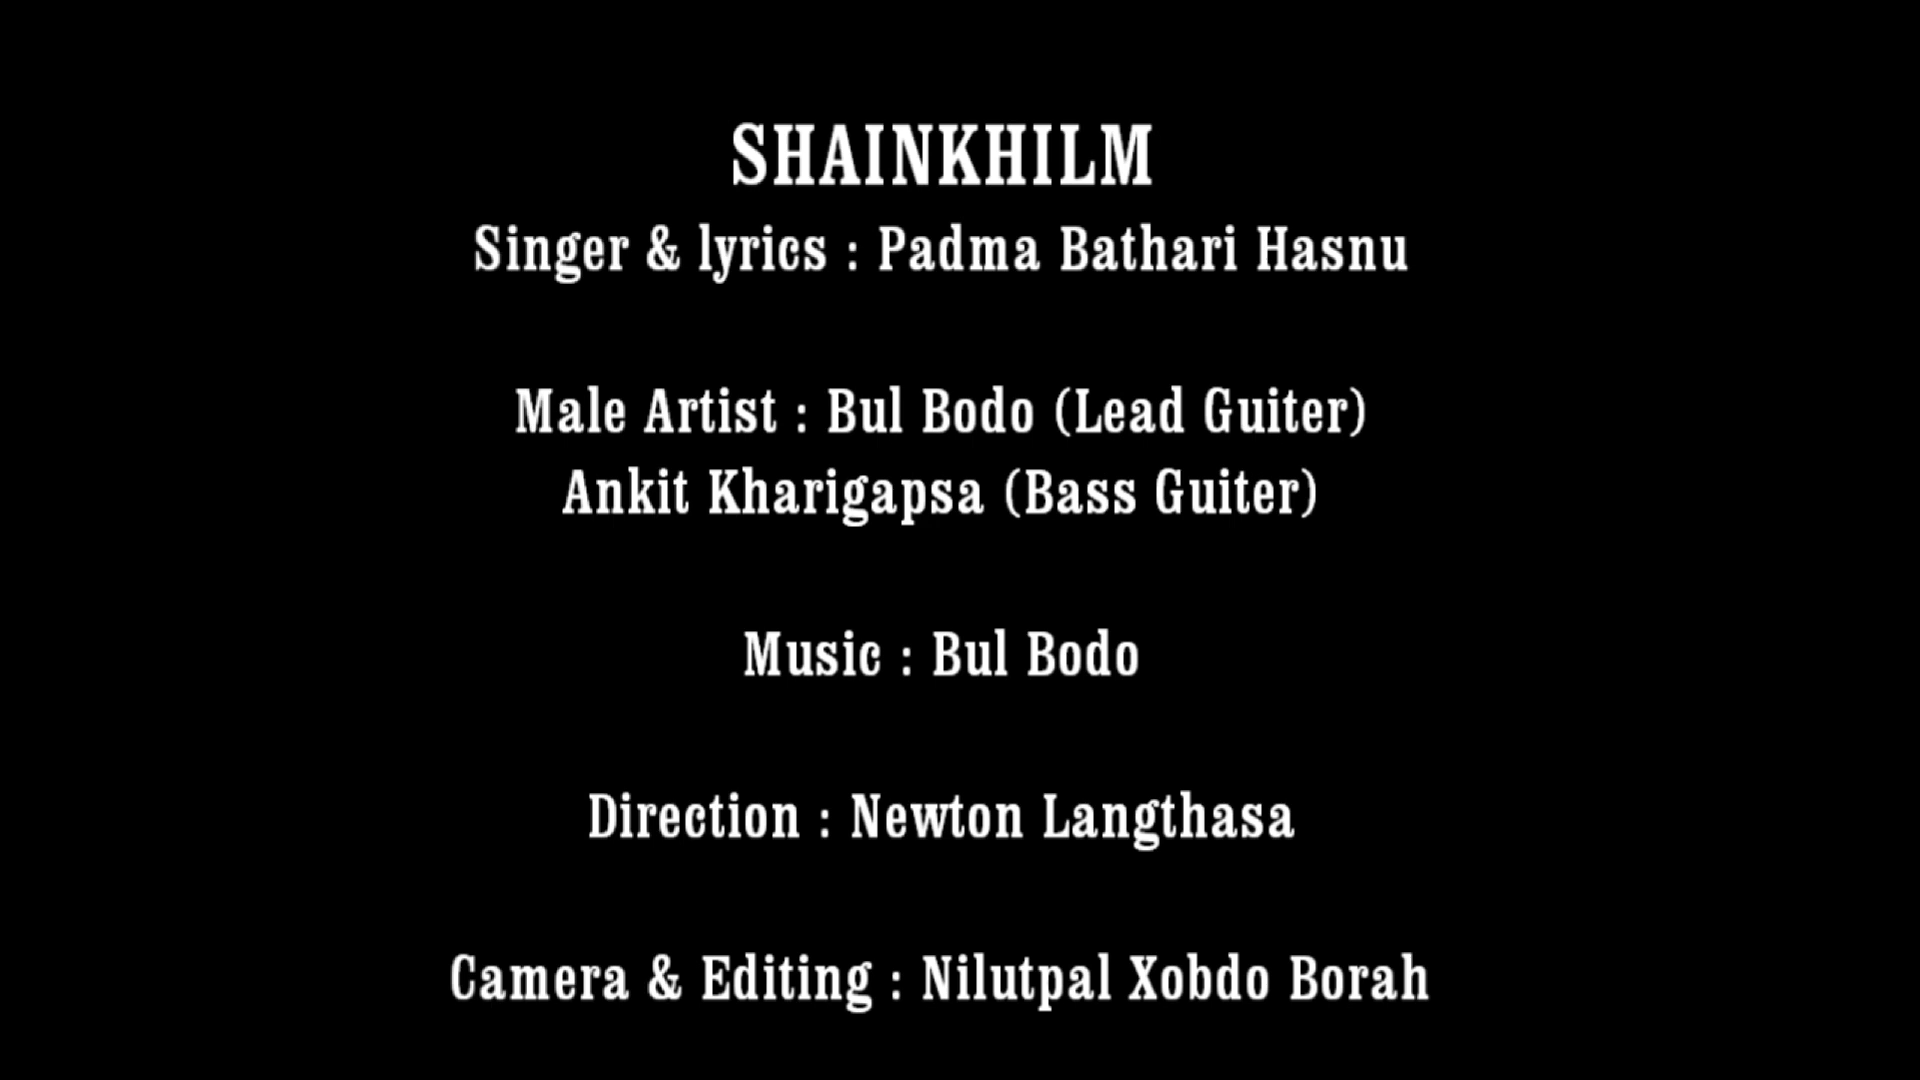 SHAINKHILM
Singer & lyrics : Padma Bathari Hasnu
Male Artist : Bul Bodo (Lead Guiter)
Ankit Kharigapsa (Bass Guiter)
Music : Bul Bodo
Direction : Newton Langthasa
Camera & Editing : Nilutpal Xobdo Borah